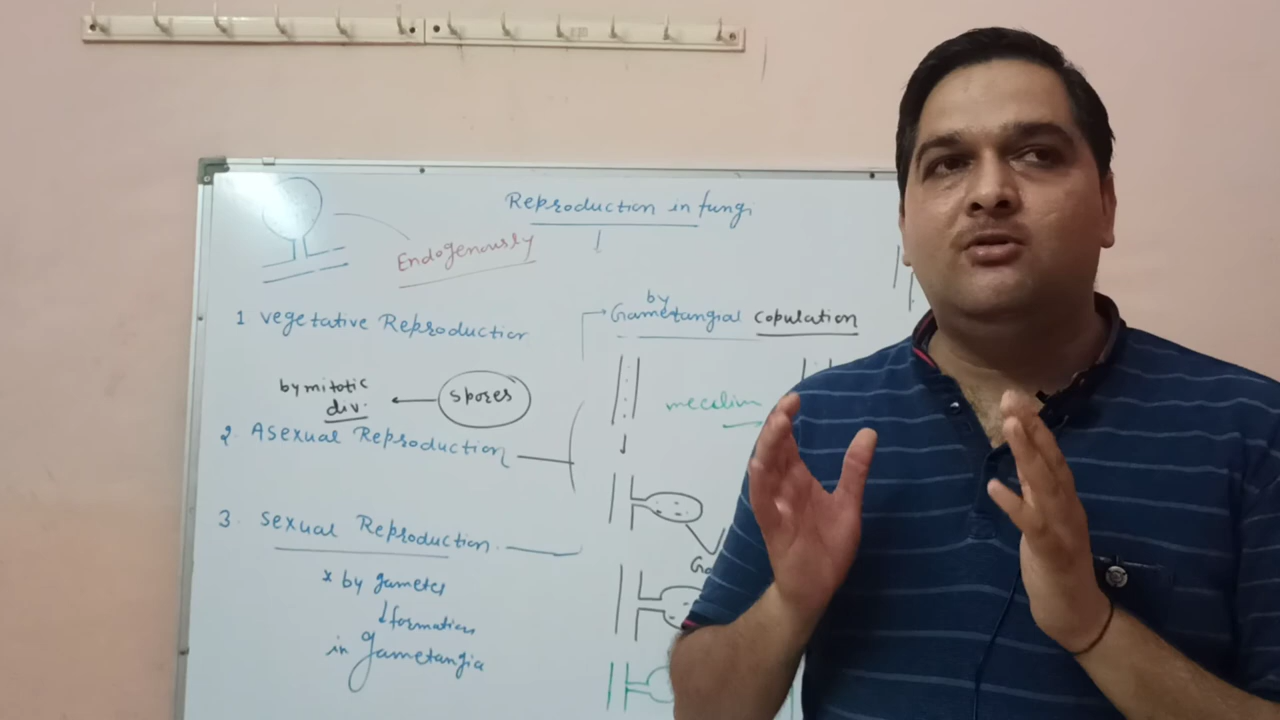 Reproduction in fungi
Endogenously
1 Vegetative Reproduction
by mitotic
div.
spores
2 Asexual Reproduction
3. Sexual Reproduction
x by gametes
formation
in gametangia
by
Gametangial copulation